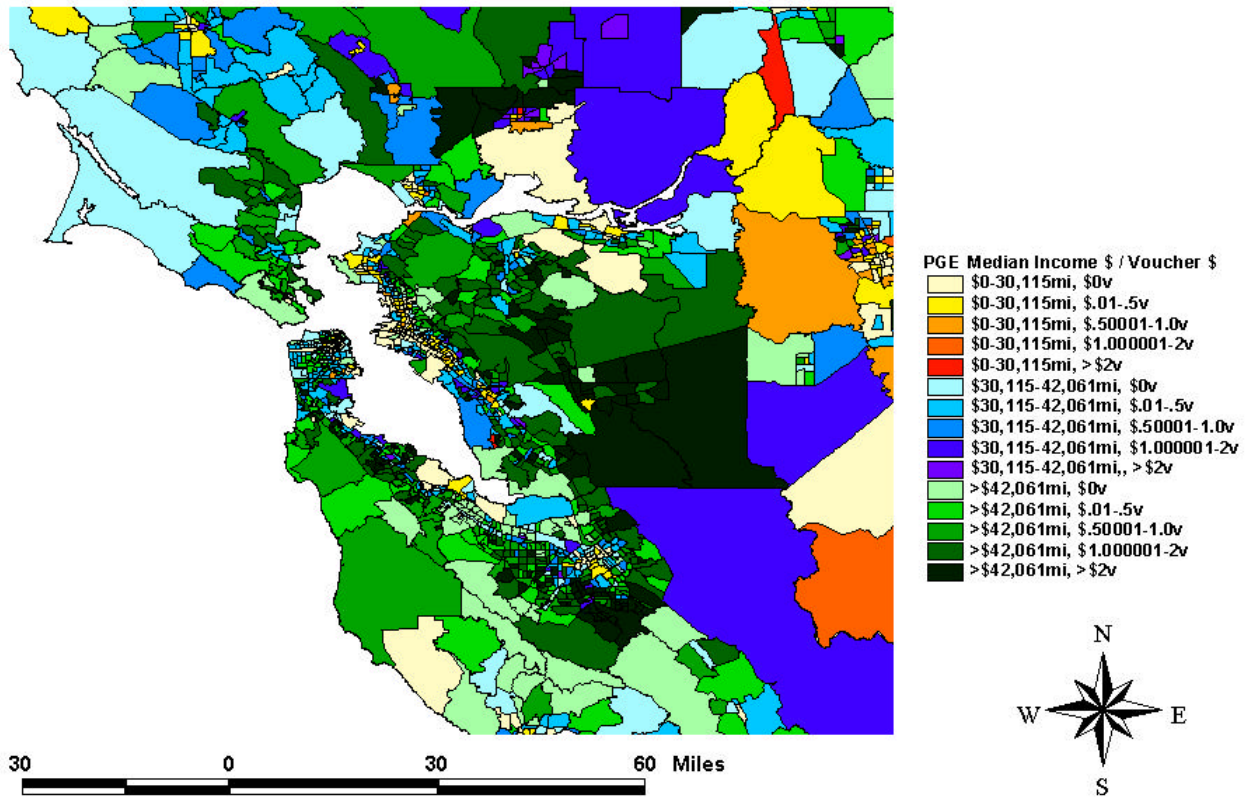 PGE Median Income $ / Voucher $
$0-30,115mi, $0v
$0-30,115mi, $.01-.5v
$0-30,115mi, $.50001-1.0v
$0-30,115mi, $1.000001-2v
$0-30,115mi, >$2v
$30,115-42,061mi, $0v
$30,115-42,061mi, $.01-.5v
$30,115-42,061mi, $.50001-1.0v
$30,115-42,061mi, $1.000001-2v
$30,115-42,061mi,, >$2v
>$42,061mi, $0v
>$42,061mi, $.01-.5v
>$42,061mi, $.50001-1.0v
>$42,061mi, $1.000001-2v
>$42,061mi, >$2v
N
W E
S
30 0 30 60 Miles